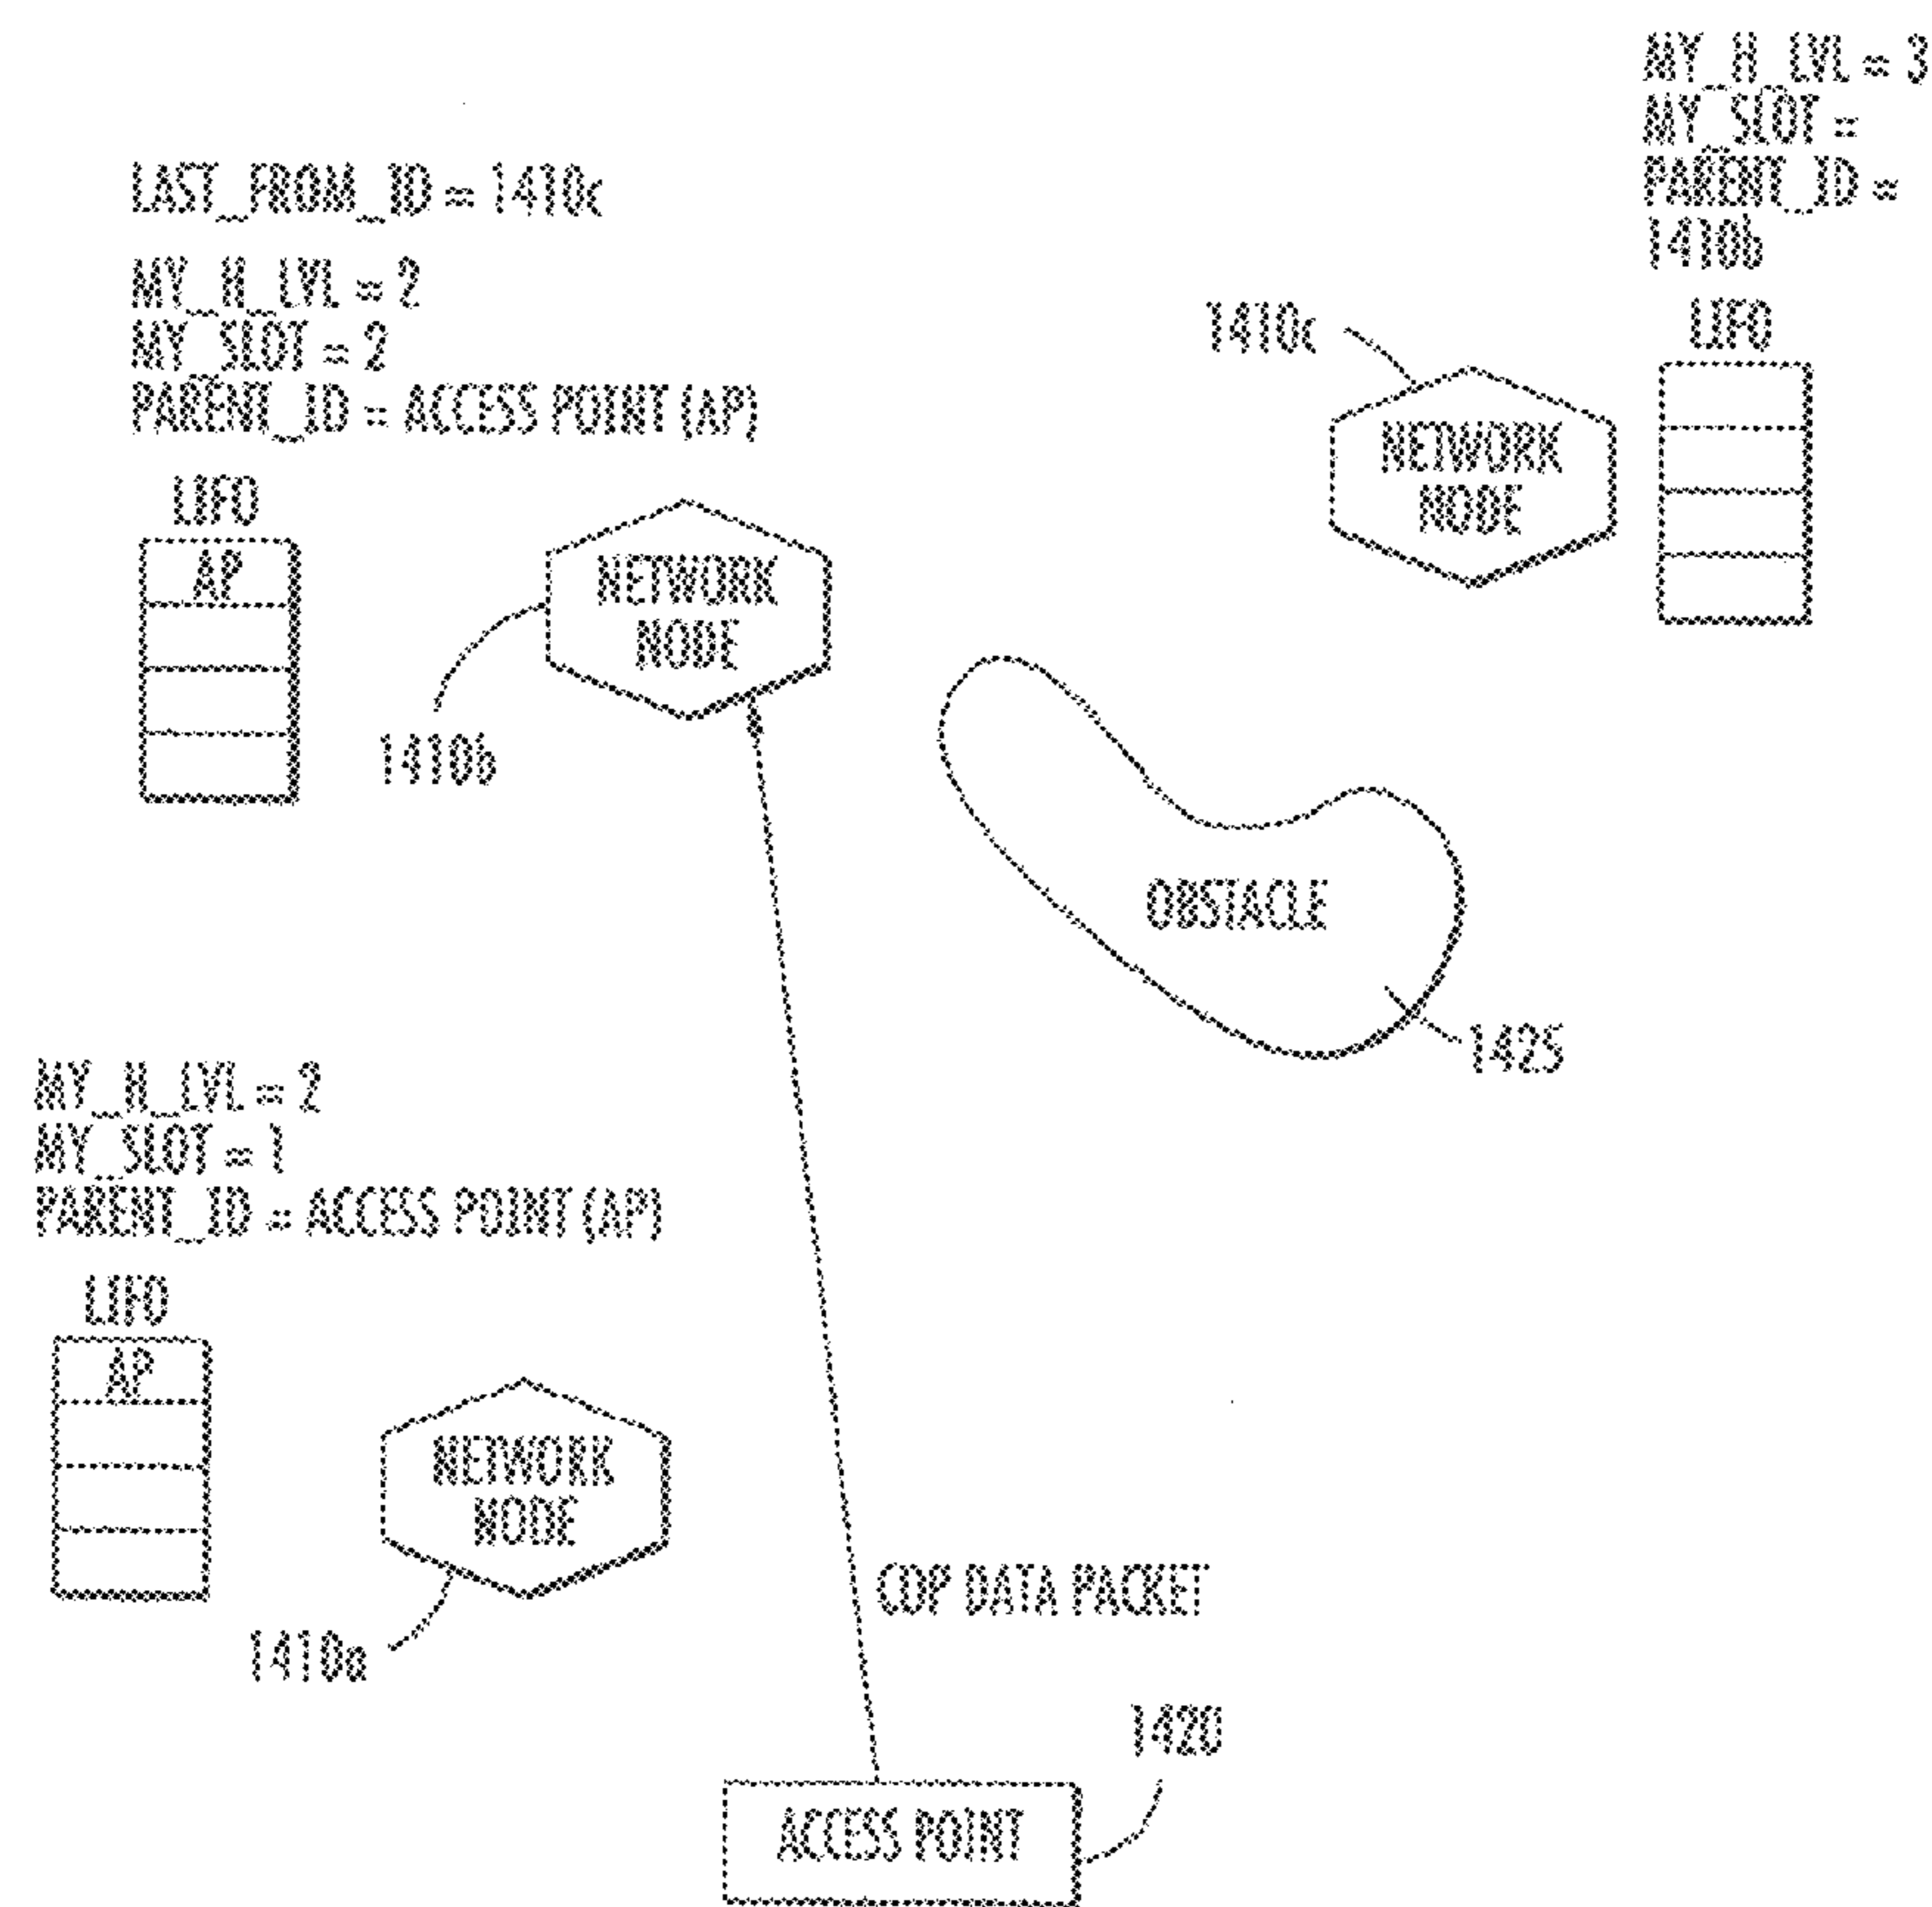 MY_H_LVL = 3
MY_SLOT =
PARENT_ID =
1410b
LIFO
LAST_FROM_ID = 1410c
MY_H_LVL = 2
MY_SLOT = 2
PARENT_ID = ACCESS POINT (AP)
LIFO
AP
1410c
NETWORK
NODE
NETWORK
NODE
1410b
OBSTACLE
1425
MY_H_LVL = 2
MY_SLOT = 1
PARENT_ID = ACCESS POINT (AP)
LIFO
AP
NETWORK
NODE
1410a
COP DATA PACKET
1420
ACCESS POINT